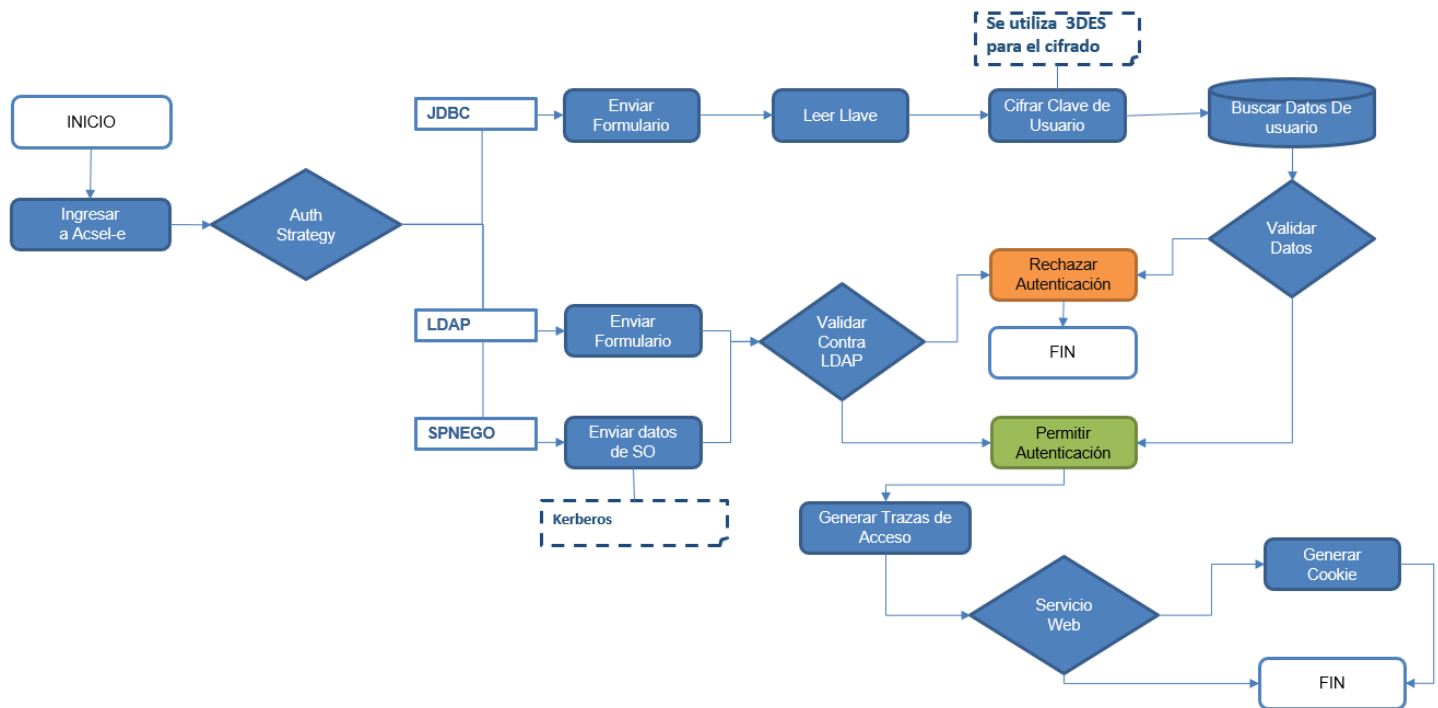 Se utiliza 3DES
para el cifrado
INICIO
JDBC
Enviar
Formulario
Leer Llave
Cifrar Clave de
Usuario
Buscar Datos De
usuario
Ingresar
a Acsel-e
Auth
Strategy
Validar
Datos
Rechazar
Autenticación
LDAP
Enviar
Formulario
Validar
Contra
LDAP
FIN
SPNEGO
Enviar datos
de SO
Permitir
Autenticación
Kerberos
Generar Trazas de
Acceso
Generar
Cookie
Servicio
Web
FIN